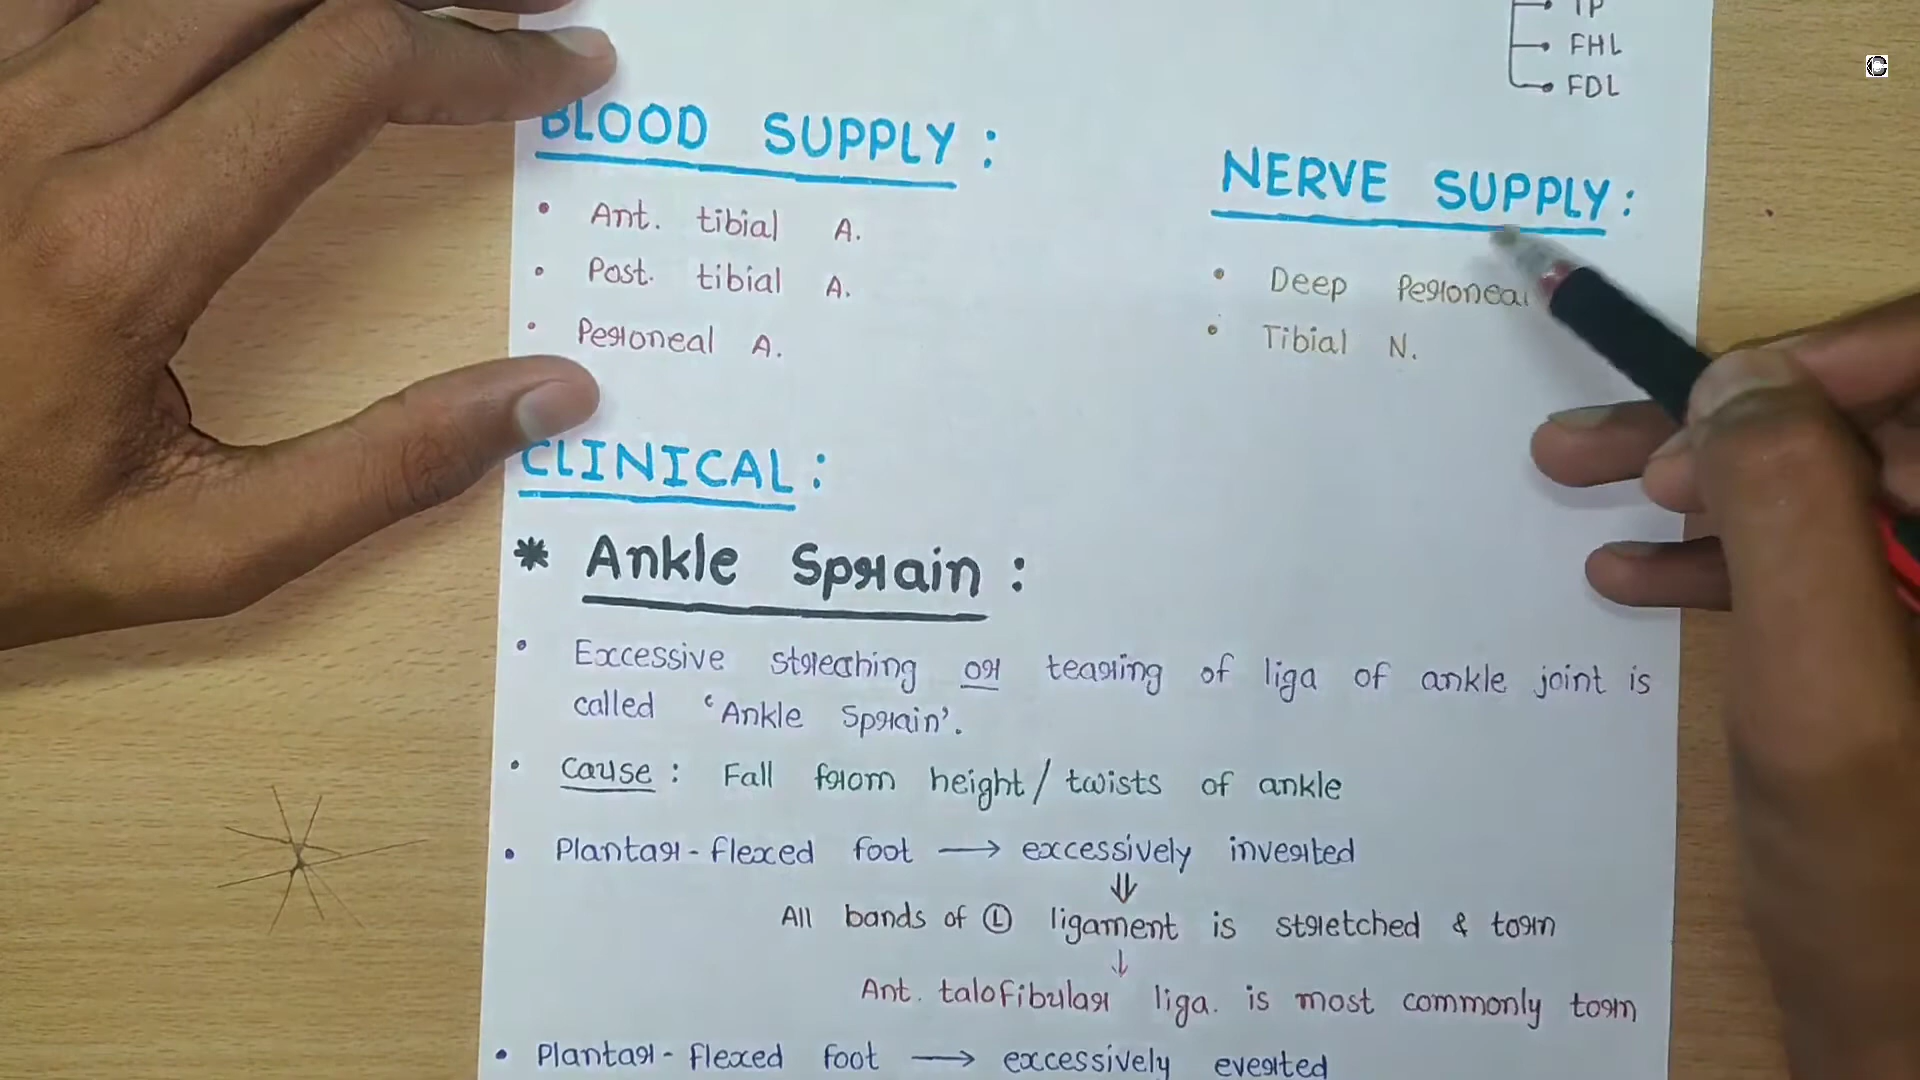 TP
FHL
FDL
BLOOD SUPPLY :
• Ant. tibial A.
• Post. tibial A.
• Peroneal A.
NERVE SUPPLY :
• Deep Peroneal
• Tibial N.
CLINICAL :
* Ankle Sprain :
• Excessive streching or tearing of liga of ankle joint is
called ‘Ankle Sprain’.
• Cause : Fall from height / twists of ankle
• Plantar - flexed foot → excessively inverted
⇓
All bands of Ⓛ ligament is stretched & torn
↓
Ant. talofibular liga. is most commonly torn
• Plantar - flexed foot → excessively everted